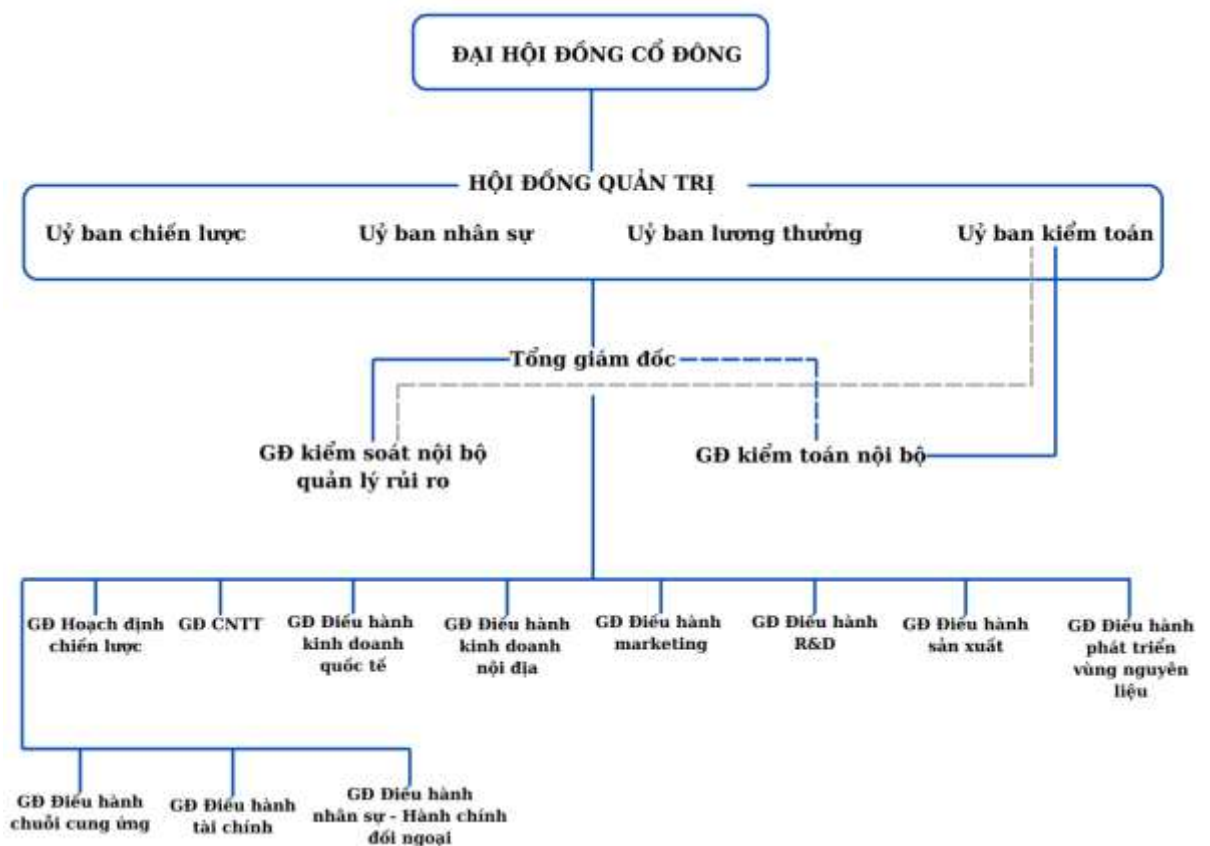 ĐẠI HỘI ĐỒNG CỔ ĐÔNG
HỘI ĐỒNG QUẢN TRỊ
Uỷ ban chiến lược
Uỷ ban nhân sự
Uỷ ban lương thưởng
Uỷ ban kiểm toán
Tổng giám đốc
GĐ kiểm soát nội bộ
quản lý rủi ro
GĐ kiểm toán nội bộ
GĐ Hoạch định
chiến lược
GĐ CNTT
GĐ Điều hành
kinh doanh
quốc tế
GĐ Điều hành
kinh doanh
nội địa
GĐ Điều hành
marketing
GĐ Điều hành
R&D
GĐ Điều hành
sản xuất
GĐ Điều hành
phát triển
vùng nguyên
liệu
GĐ Điều hành
chuỗi cung ứng
GĐ Điều hành
tài chính
GĐ Điều hành
nhân sự - Hành chính
đối ngoại